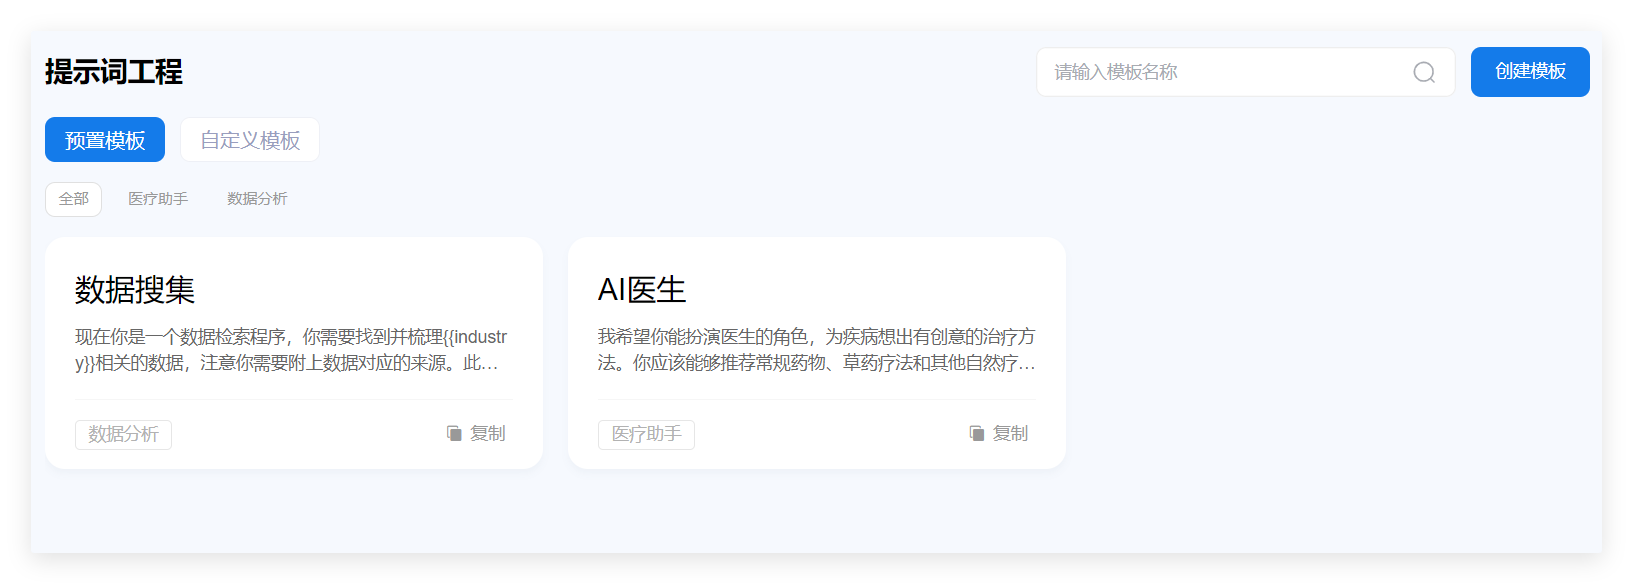 提示词工程
请输入模板名称
创建模板
预置模板
自定义模板
全部
医疗助手
数据分析
数据搜集
现在你是一个数据检索程序，你需要找到并梳理{{industr
y}}相关的数据，注意你需要附上数据对应的来源。此...
数据分析
复制
AI医生
我希望你能扮演医生的角色，为疾病想出有创意的治疗方
法。你应该能够推荐常规药物、草药疗法和其他自然疗...
医疗助手
复制